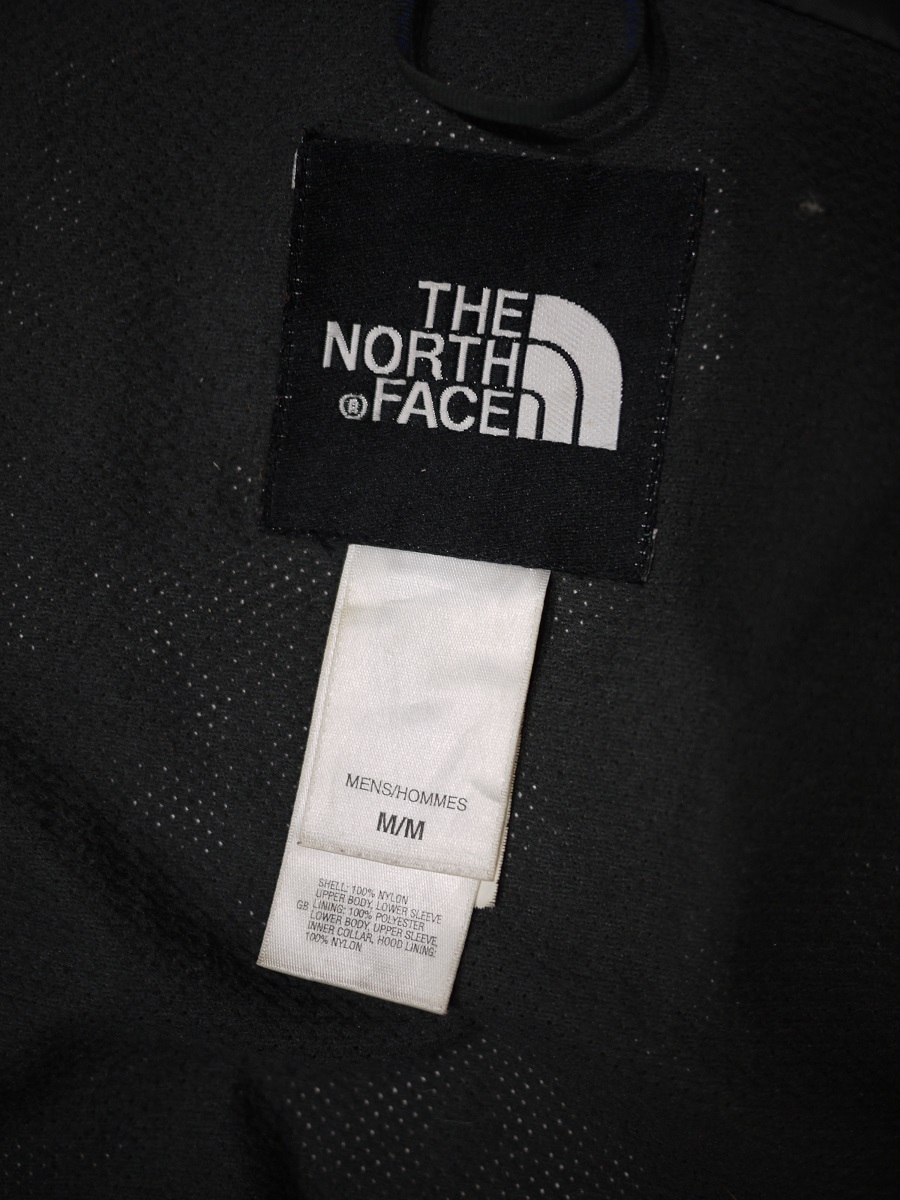 THE
NORTH
®FACE
MENS/HOMMES
M/M
SHELL: 100% NYLON
UPPER BODY, LOWER SLEEVE
GB LINING: 100% POLYESTER
LOWER BODY, UPPER SLEEVE,
INNER COLLAR, HOOD LINING:
100% NYLON